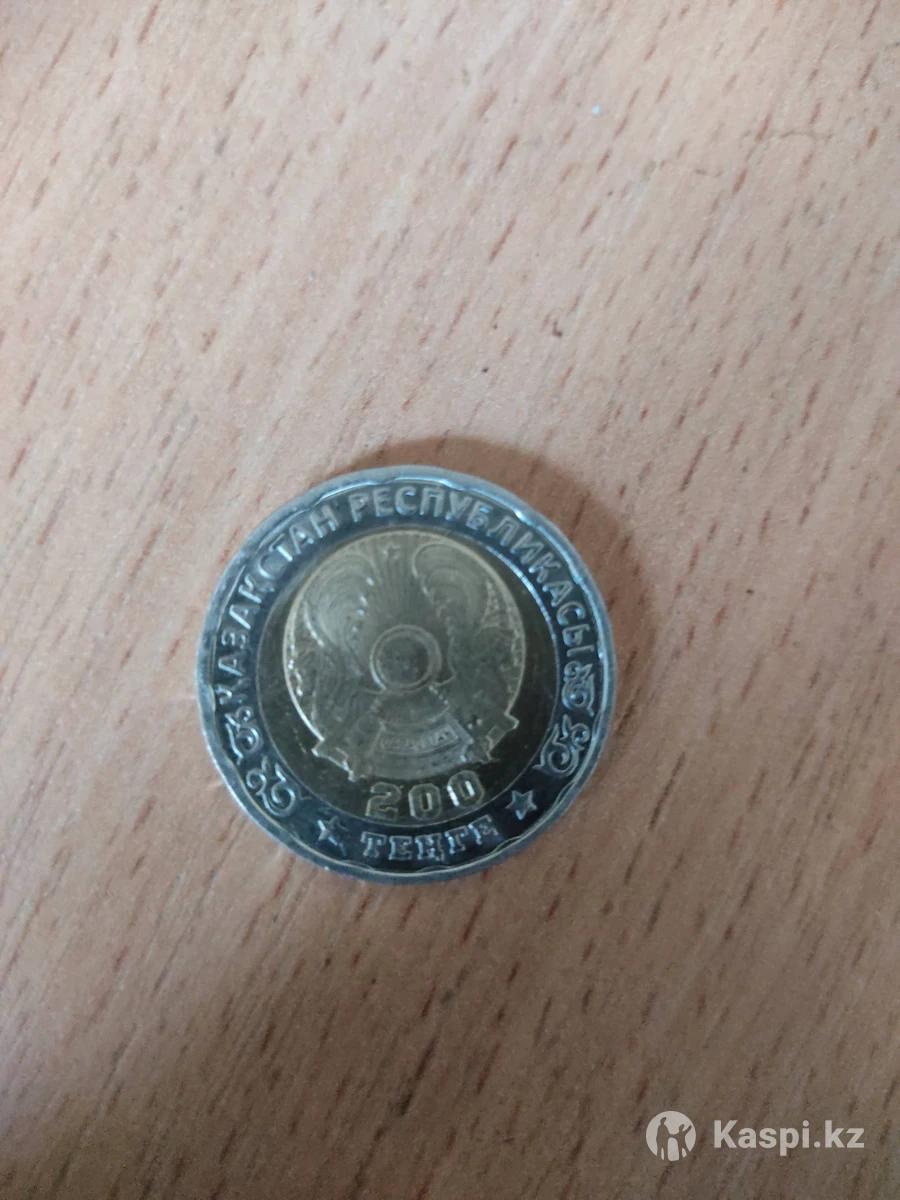 ҚАЗАҚСТАН РЕСПУБЛИКАСЫ
200
ТЕҢГЕ
Kaspi.kz